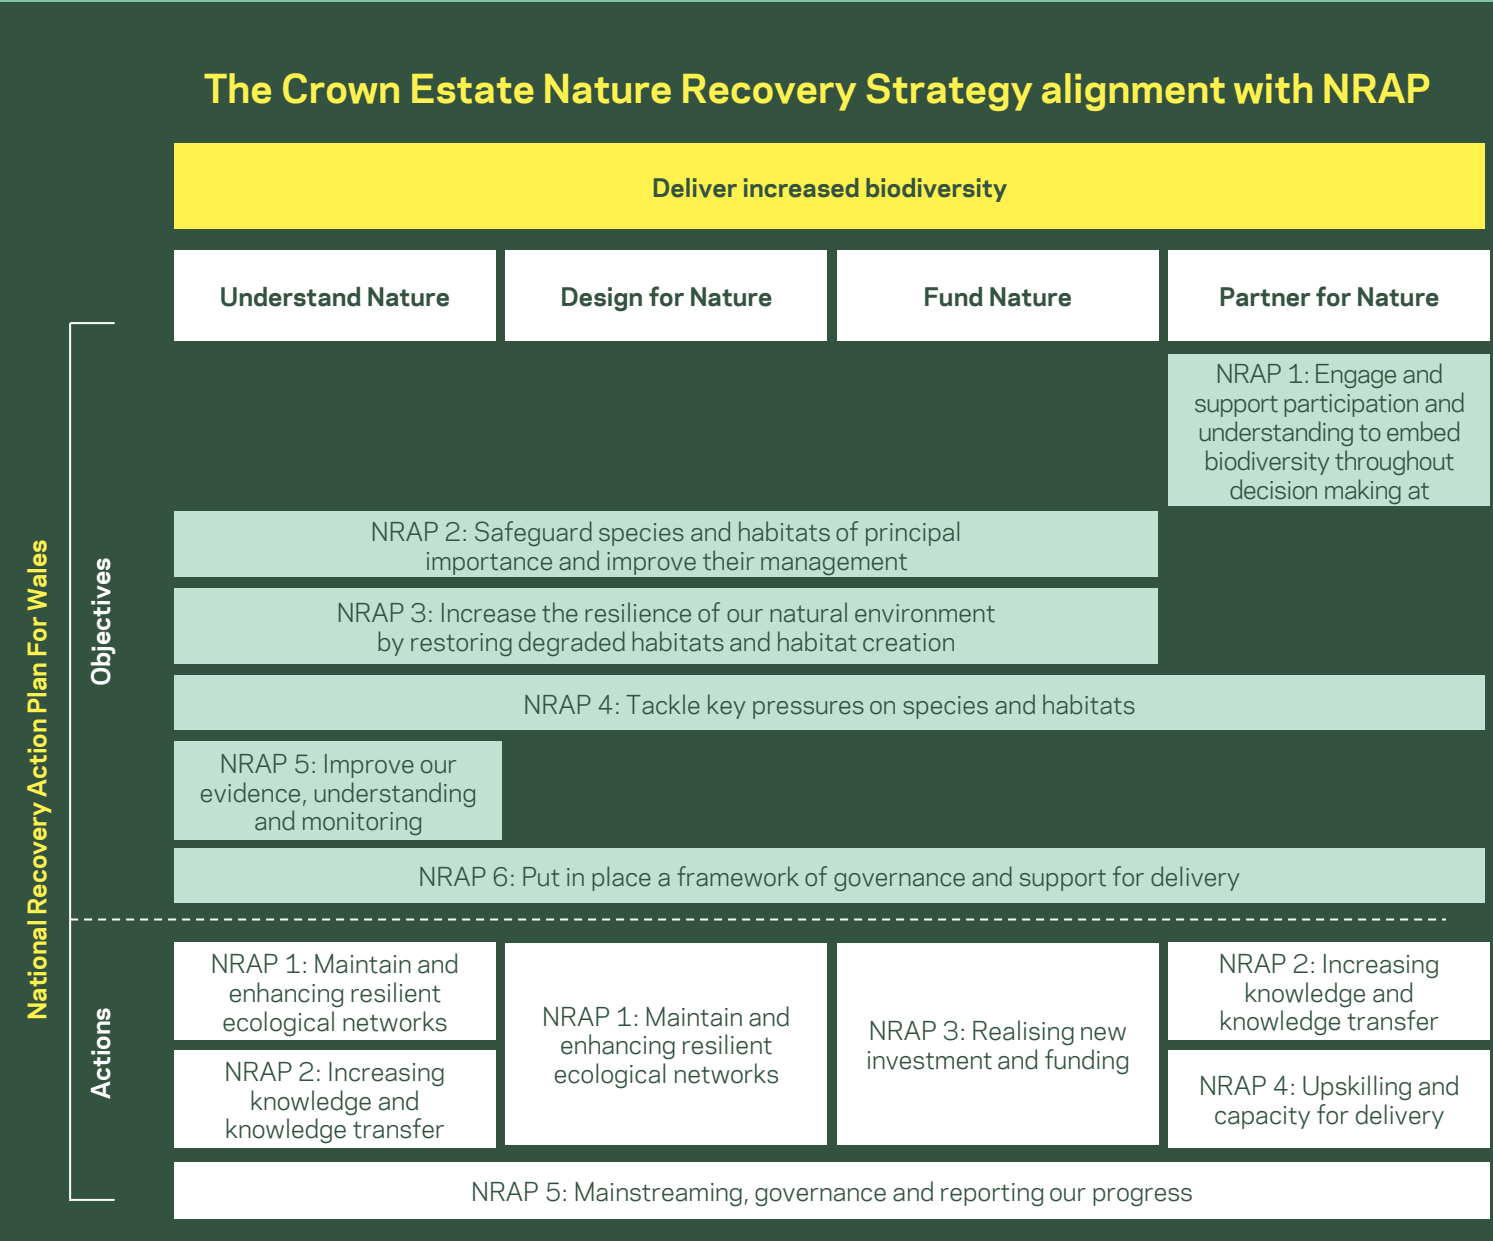 The Crown Estate Nature Recovery Strategy alignment with NRAP
Deliver increased biodiversity
Understand Nature
Design for Nature
Fund Nature
Partner for Nature
National Recovery Action Plan For Wales
Objectives
NRAP 1: Engage and
support participation and
understanding to embed
biodiversity throughout
decision making at
NRAP 2: Safeguard species and habitats of principal
importance and improve their management
NRAP 3: Increase the resilience of our natural environment
by restoring degraded habitats and habitat creation
NRAP 4: Tackle key pressures on species and habitats
NRAP 5: Improve our
evidence, understanding
and monitoring
NRAP 6: Put in place a framework of governance and support for delivery
Actions
NRAP 1: Maintain and
enhancing resilient
ecological networks
NRAP 2: Increasing
knowledge and
knowledge transfer
NRAP 1: Maintain and
enhancing resilient
ecological networks
NRAP 3: Realising new
investment and funding
NRAP 2: Increasing
knowledge and
knowledge transfer
NRAP 4: Upskilling and
capacity for delivery
NRAP 5: Mainstreaming, governance and reporting our progress